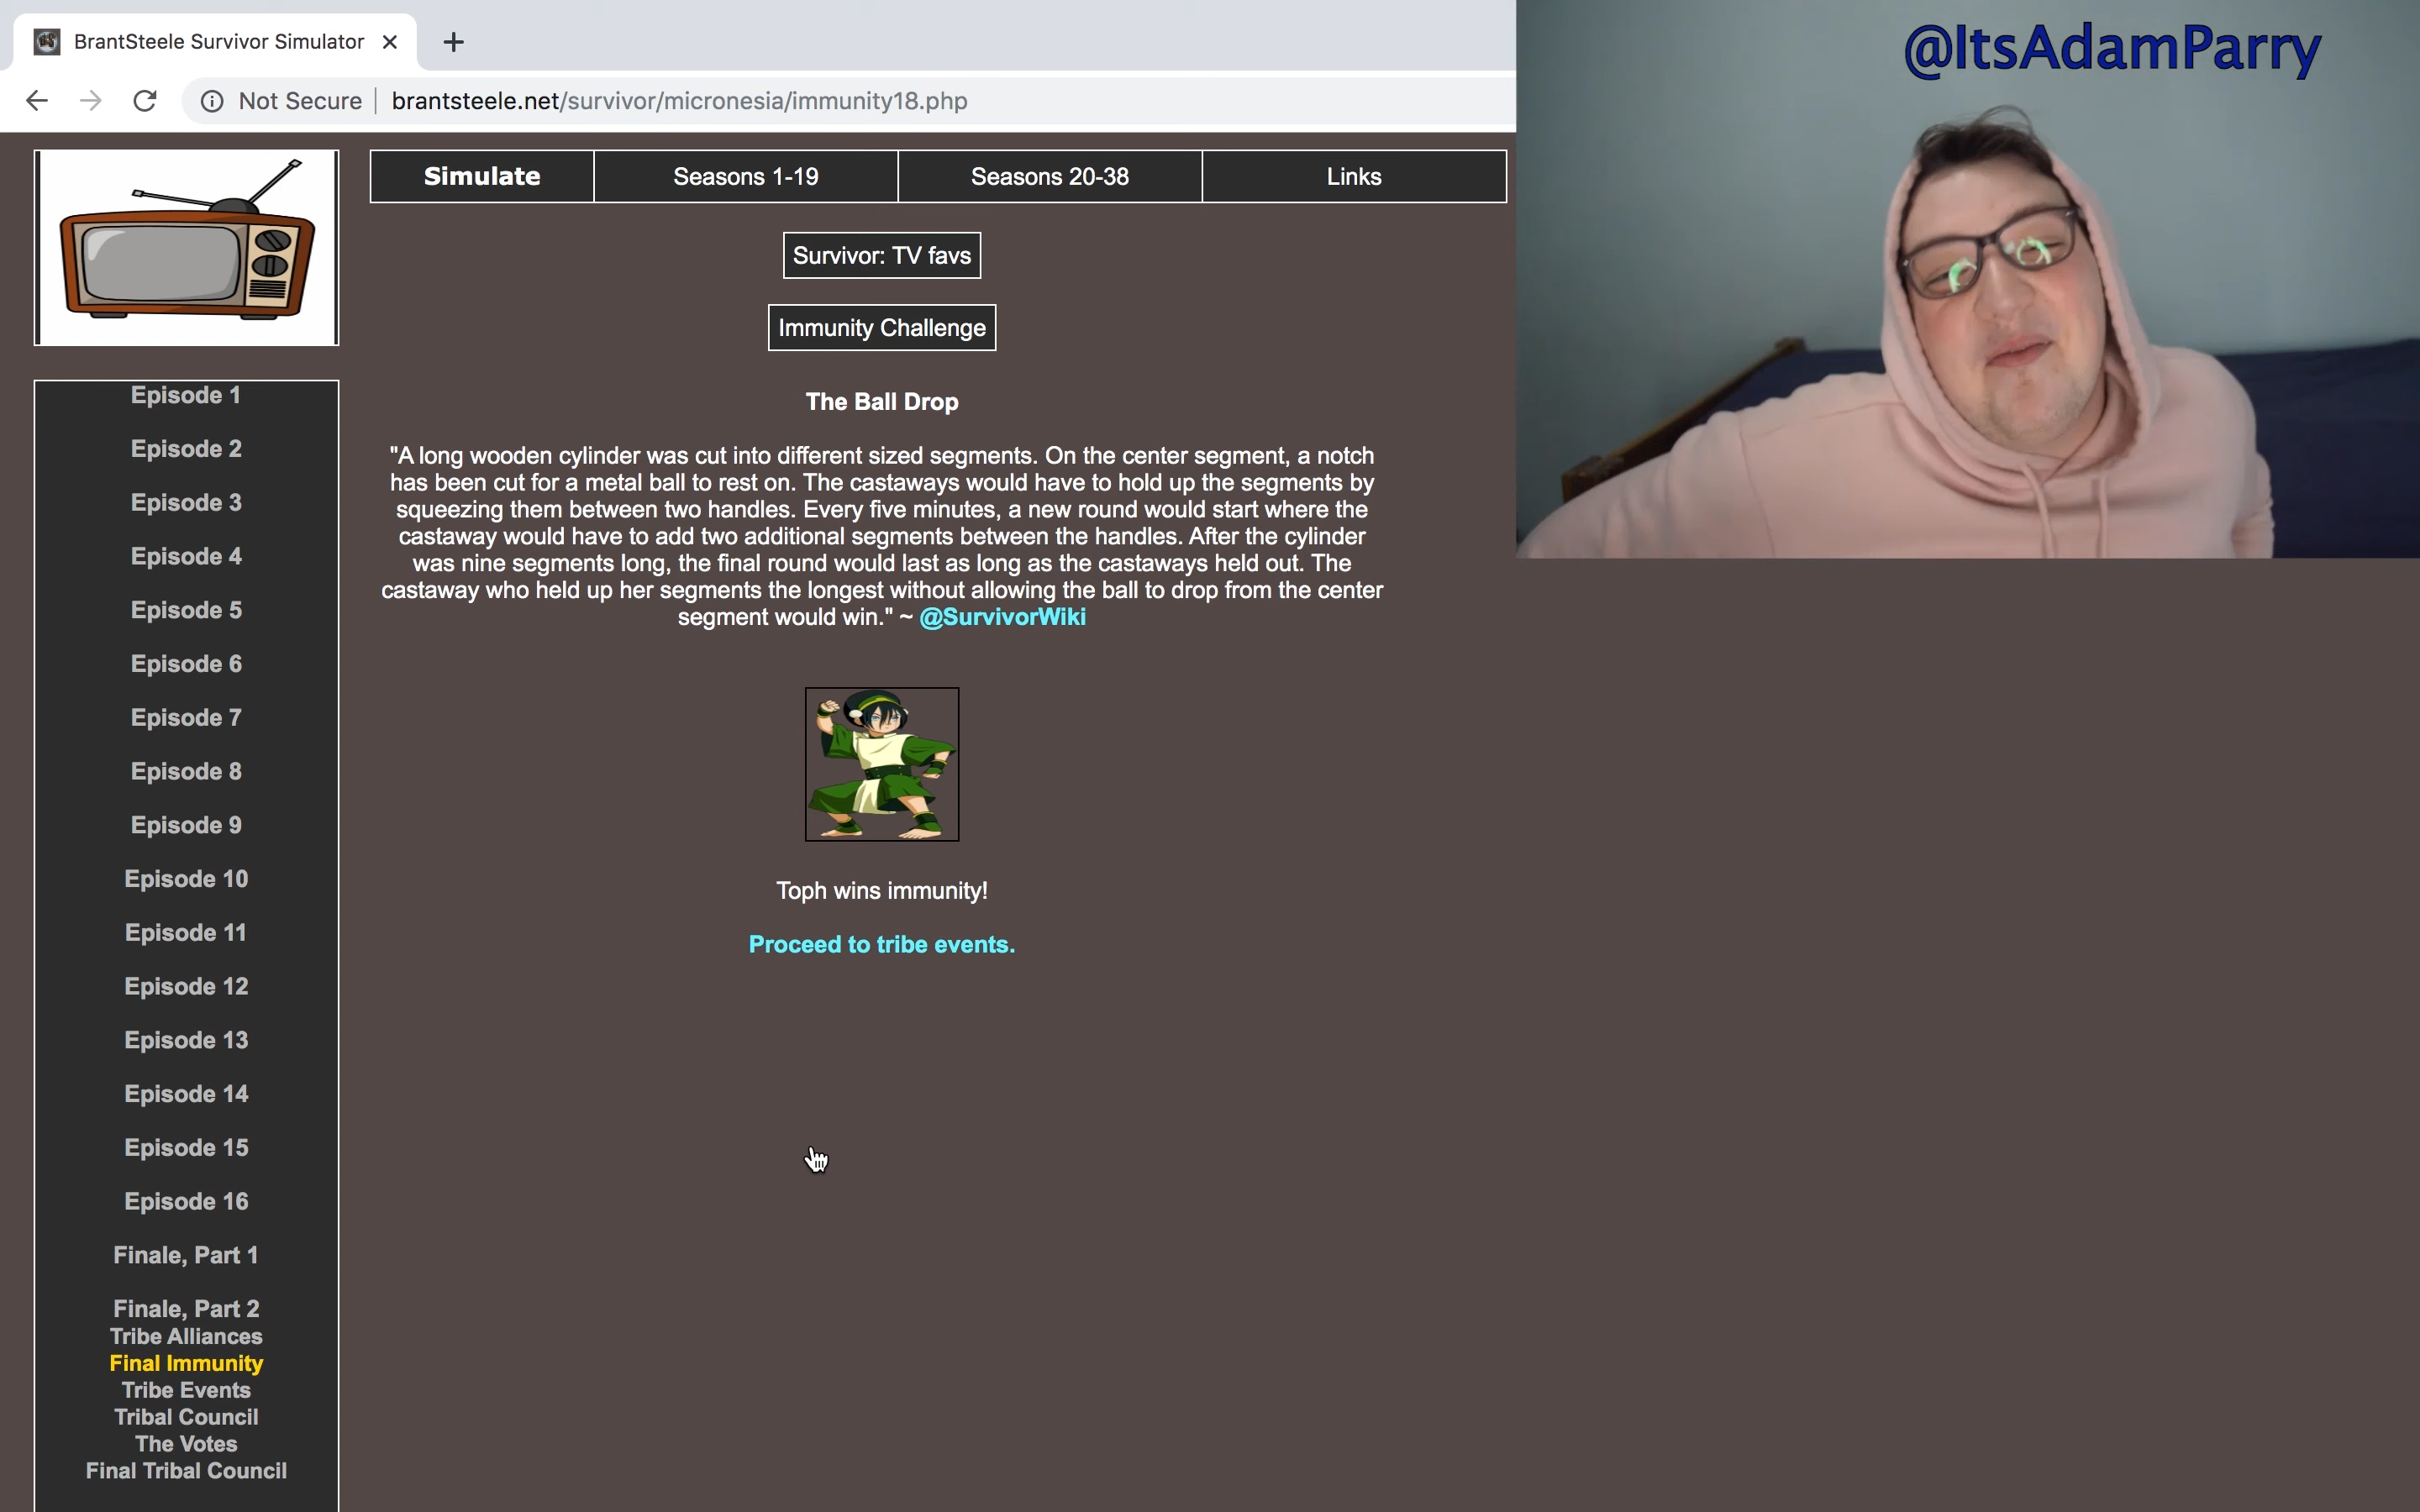 BrantSteele Survivor Simulator
Not Secure | brantsteele.net/survivor/micronesia/immunity18.php
@ItsAdamParry
Simulate
Seasons 1-19
Seasons 20-38
Links
Survivor: TV favs
Immunity Challenge
The Ball Drop
"A long wooden cylinder was cut into different sized segments. On the center segment, a notch
has been cut for a metal ball to rest on. The castaways would have to hold up the segments by
squeezing them between two handles. Every five minutes, a new round would start where the
castaway would have to add two additional segments between the handles. After the cylinder
was nine segments long, the final round would last as long as the castaways held out. The
castaway who held up her segments the longest without allowing the ball to drop from the center
segment would win." ~ @SurvivorWiki
Toph wins immunity!
Proceed to tribe events.
Episode 1
Episode 2
Episode 3
Episode 4
Episode 5
Episode 6
Episode 7
Episode 8
Episode 9
Episode 10
Episode 11
Episode 12
Episode 13
Episode 14
Episode 15
Episode 16
Finale, Part 1
Finale, Part 2
Tribe Alliances
Final Immunity
Tribe Events
Tribal Council
The Votes
Final Tribal Council